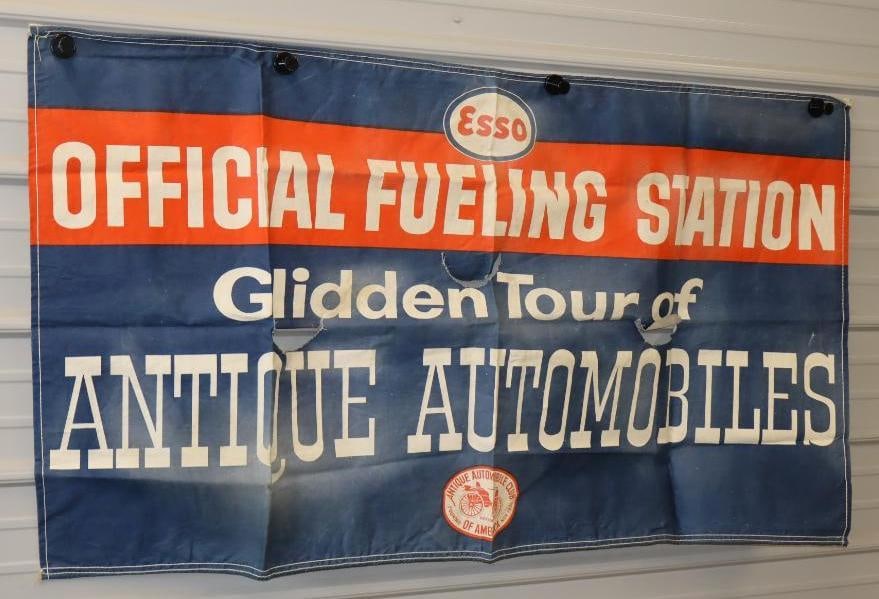 Esso
OFFICIAL FUELING STATION
Glidden Tour of
ANTIQUE AUTOMOBILES
ANTIQUE AUTOMOBILE CLUB
OF AMERICA